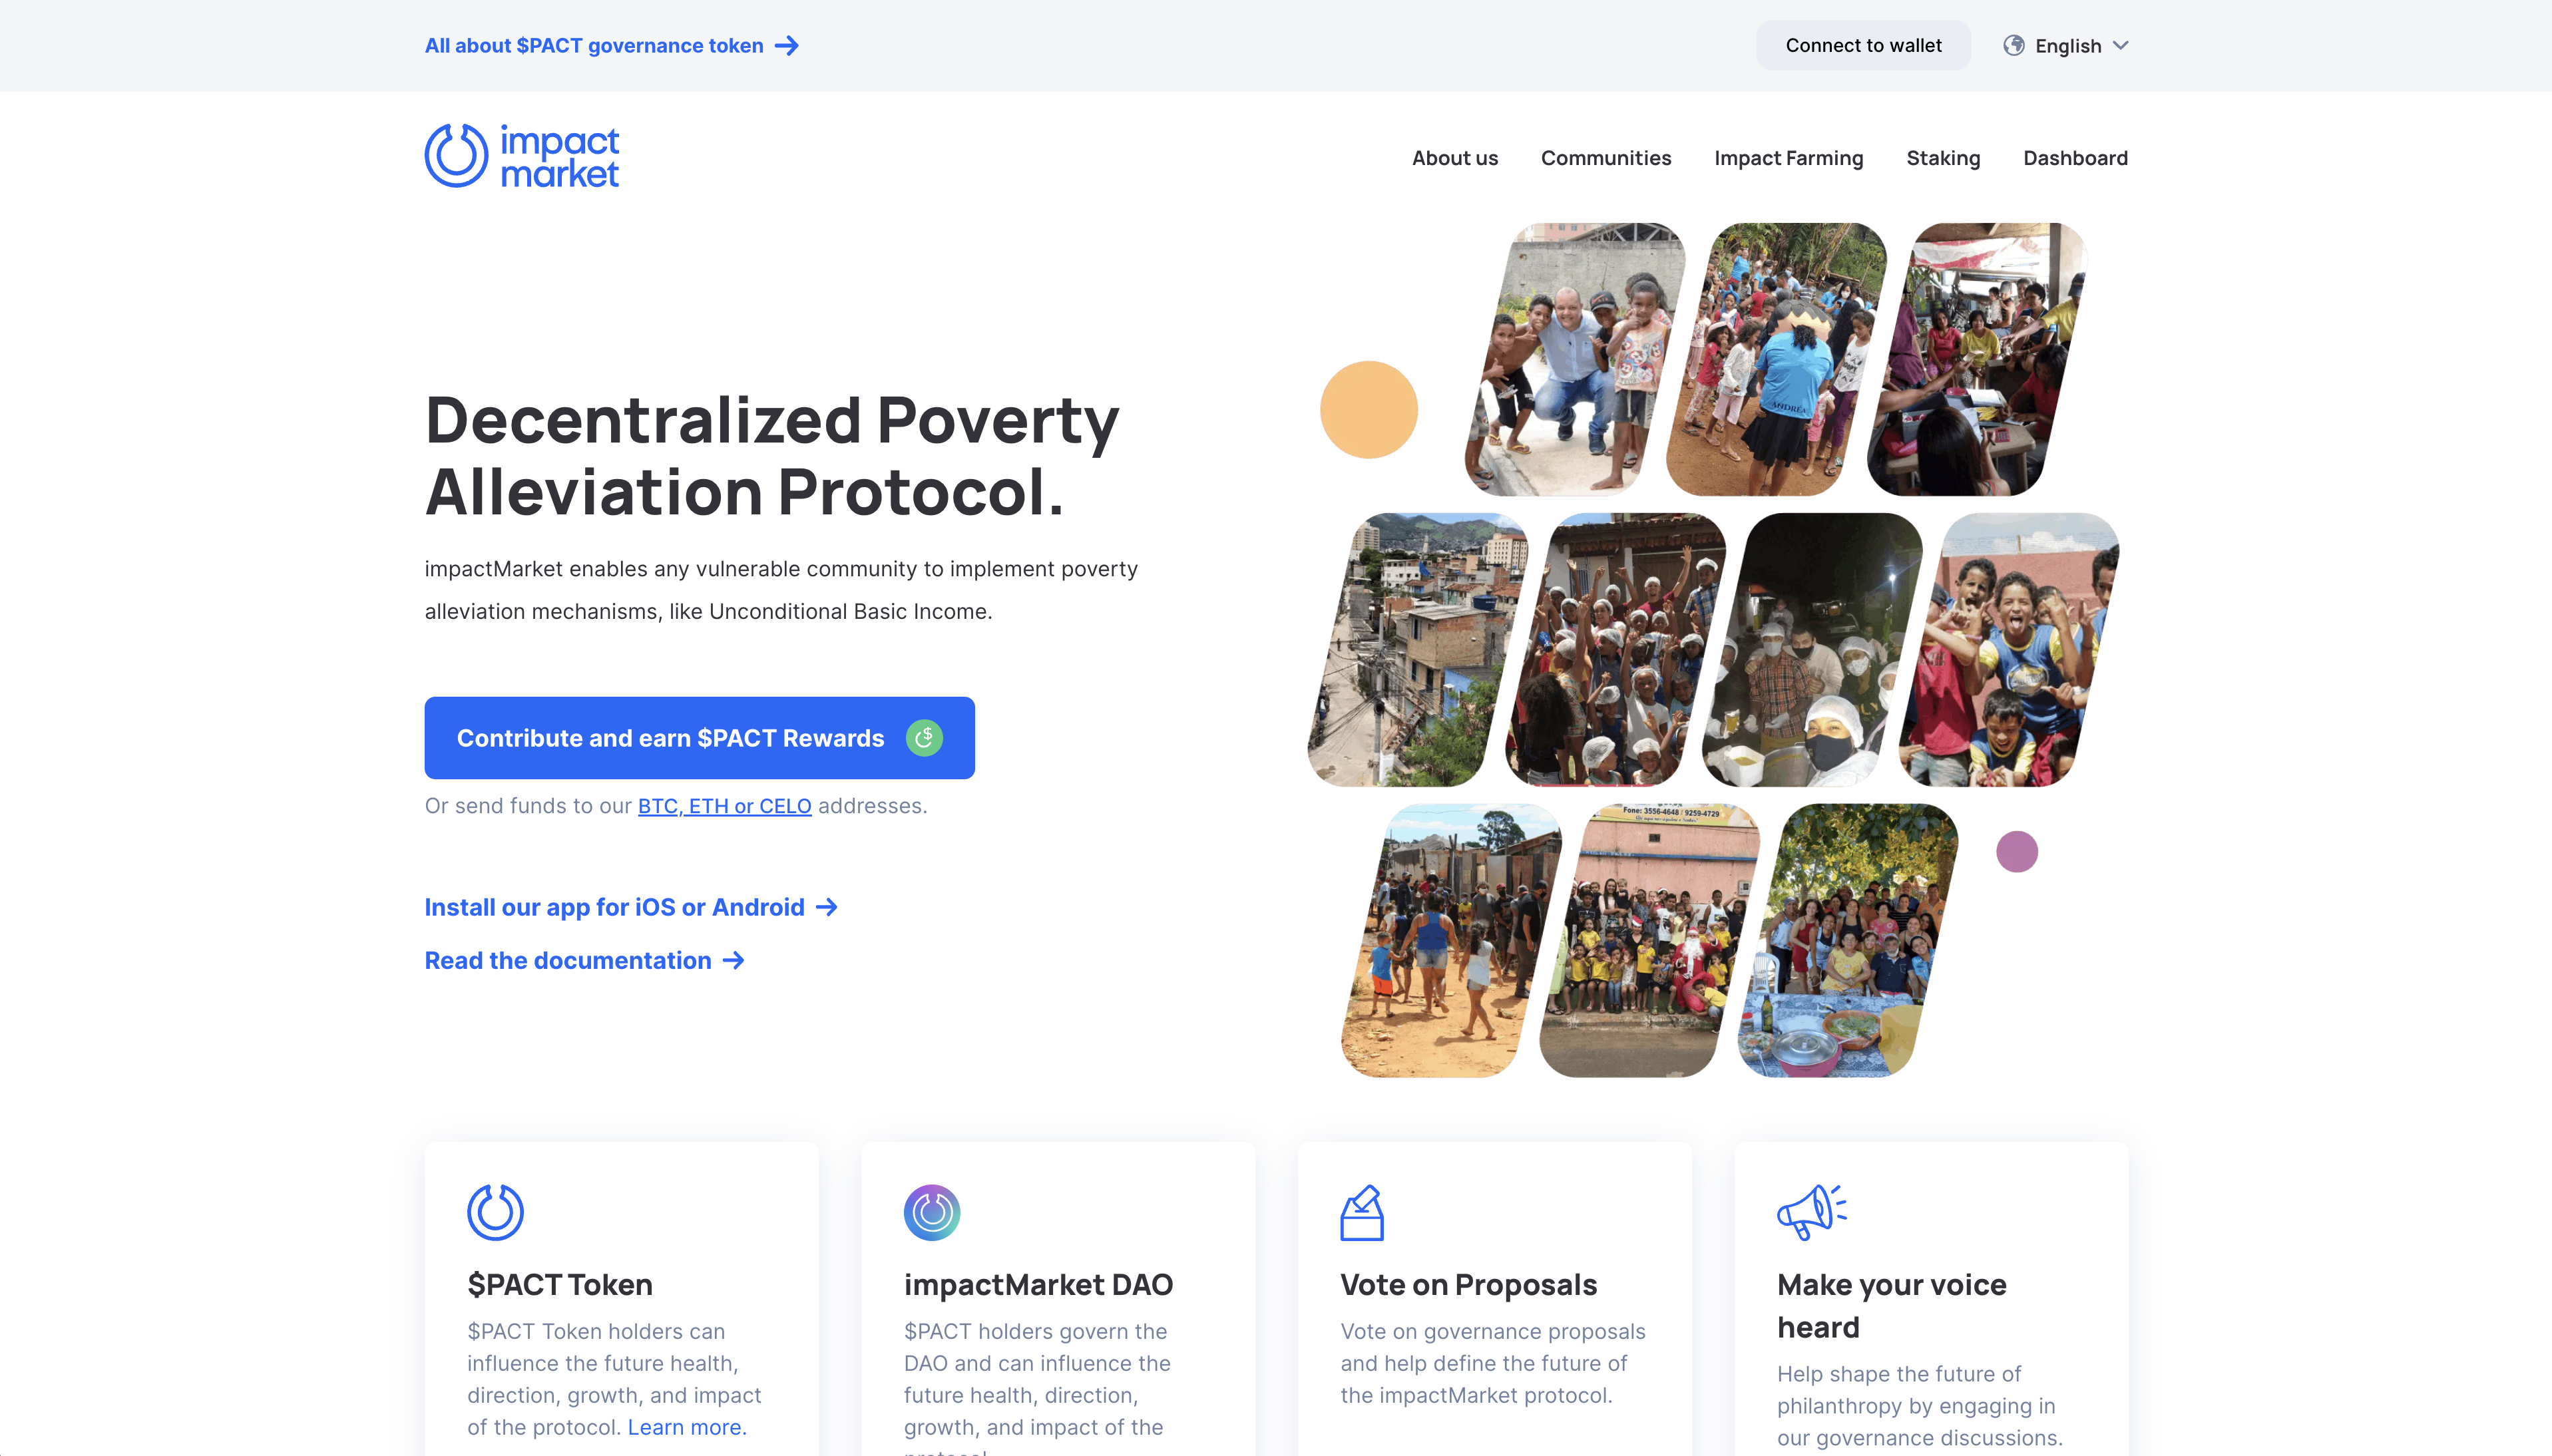 All about $PACT governance token
Connect to wallet
English
impact
market
About us
Communities
Impact Farming
Staking
Dashboard
Decentralized Poverty
Alleviation Protocol.
impactMarket enables any vulnerable community to implement poverty
alleviation mechanisms, like Unconditional Basic Income.
Contribute and earn $PACT Rewards
Or send funds to our BTC, ETH or CELO addresses.
Install our app for iOS or Android
Read the documentation
ANDRÉA
Fone: 3556-4648 / 9259-4729
$PACT Token
$PACT Token holders can
influence the future health,
direction, growth, and impact
of the protocol. Learn more.
impactMarket DAO
$PACT holders govern the
DAO and can influence the
future health, direction,
growth, and impact of the
Vote on Proposals
Vote on governance proposals
and help define the future of
the impactMarket protocol.
Make your voice
heard
Help shape the future of
philanthropy by engaging in
our governance discussions.